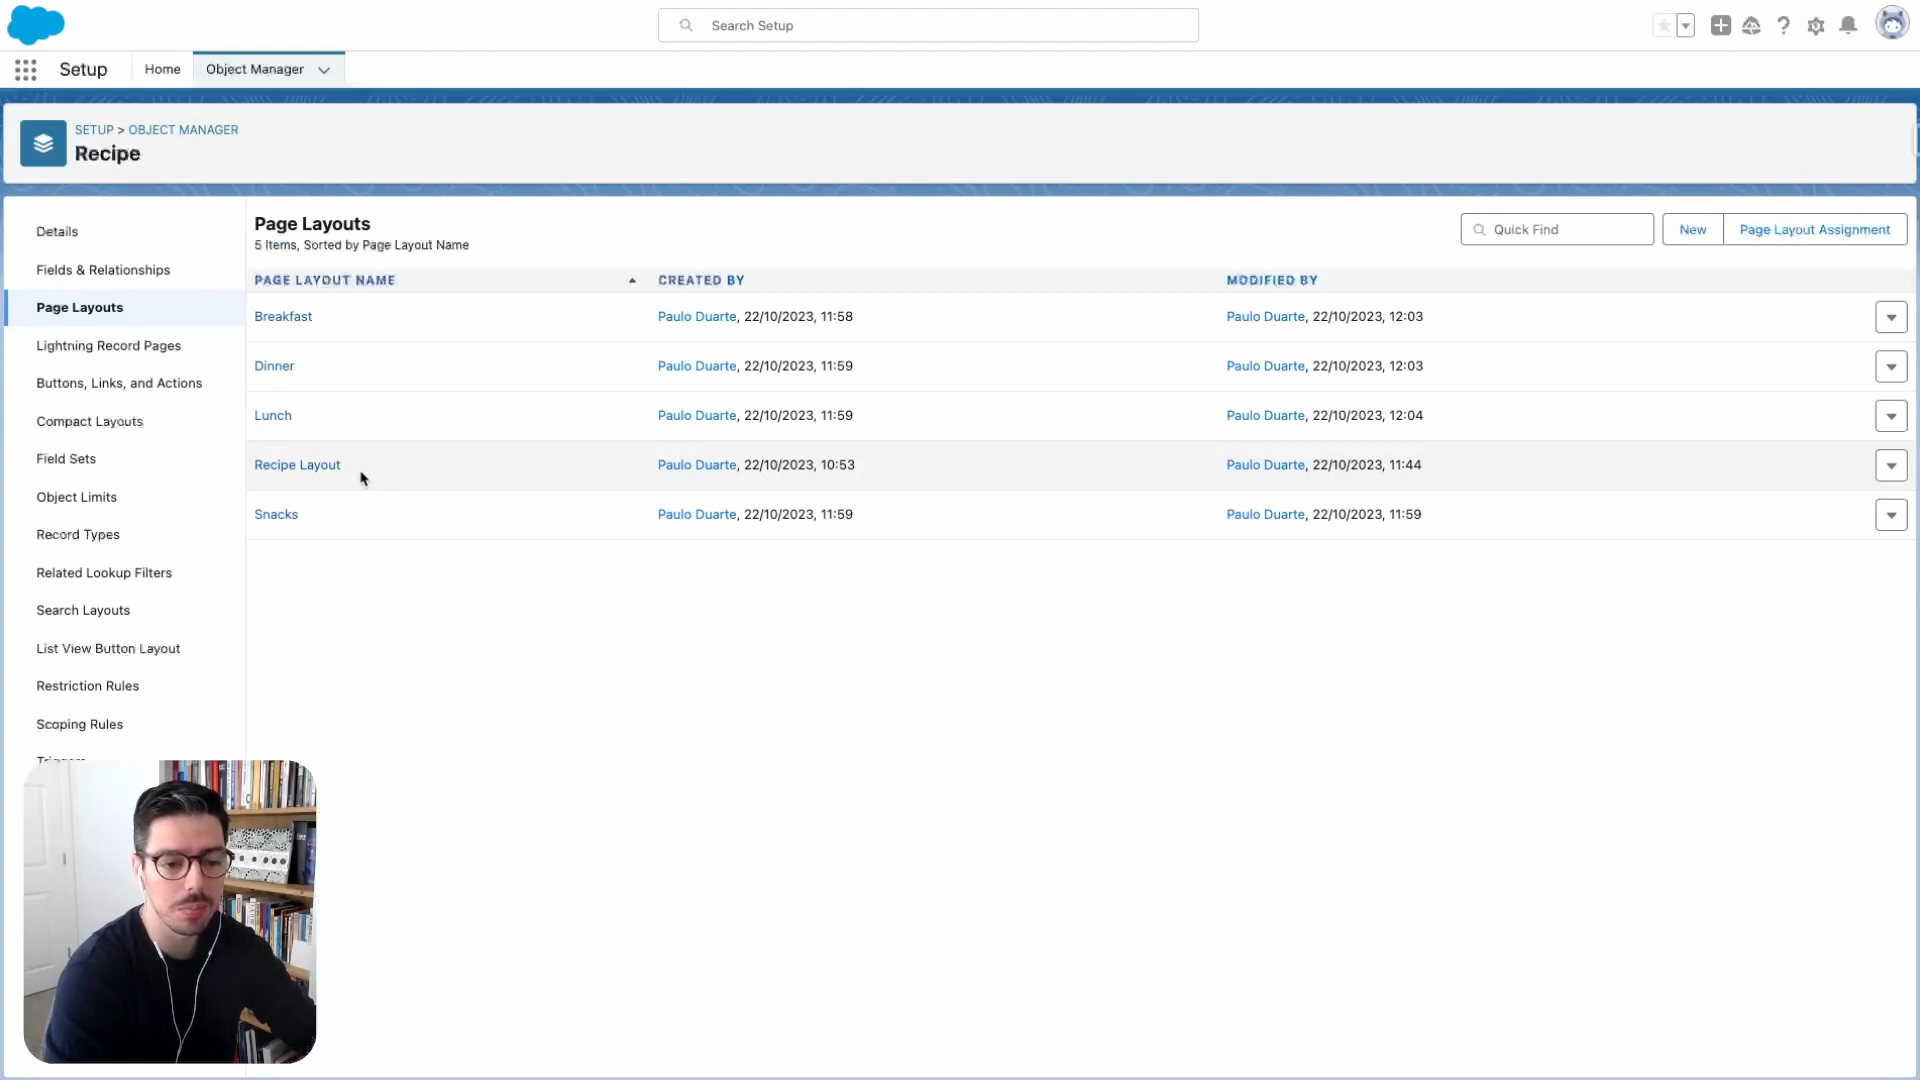 Search Setup
Setup
Home
Object Manager
SETUP > OBJECT MANAGER
Recipe
Details
Fields & Relationships
Page Layouts
Lightning Record Pages
Buttons, Links, and Actions
Compact Layouts
Field Sets
Object Limits
Record Types
Related Lookup Filters
Search Layouts
List View Button Layout
Restriction Rules
Scoping Rules
Triggers
Page Layouts
5 Items, Sorted by Page Layout Name
Quick Find
New
Page Layout Assignment
PAGE LAYOUT NAME CREATED BY MODIFIED BY
Breakfast Paulo Duarte, 22/10/2023, 11:58 Paulo Duarte, 22/10/2023, 12:03
Dinner Paulo Duarte, 22/10/2023, 11:59 Paulo Duarte, 22/10/2023, 12:03
Lunch Paulo Duarte, 22/10/2023, 11:59 Paulo Duarte, 22/10/2023, 12:04
Recipe Layout Paulo Duarte, 22/10/2023, 10:53 Paulo Duarte, 22/10/2023, 11:44
Snacks Paulo Duarte, 22/10/2023, 11:59 Paulo Duarte, 22/10/2023, 11:59